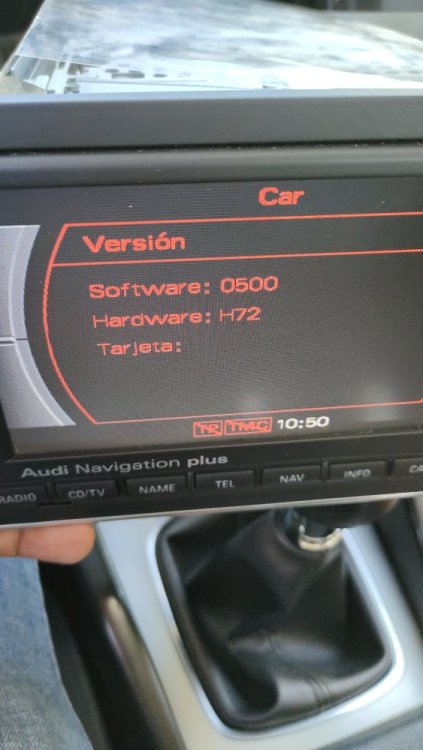 Car
Versión
Software: 0500
Hardware: H72
Tarjeta:
TP TMC 10:50
Audi Navigation plus
RADIO CD/TV NAME TEL NAV INFO